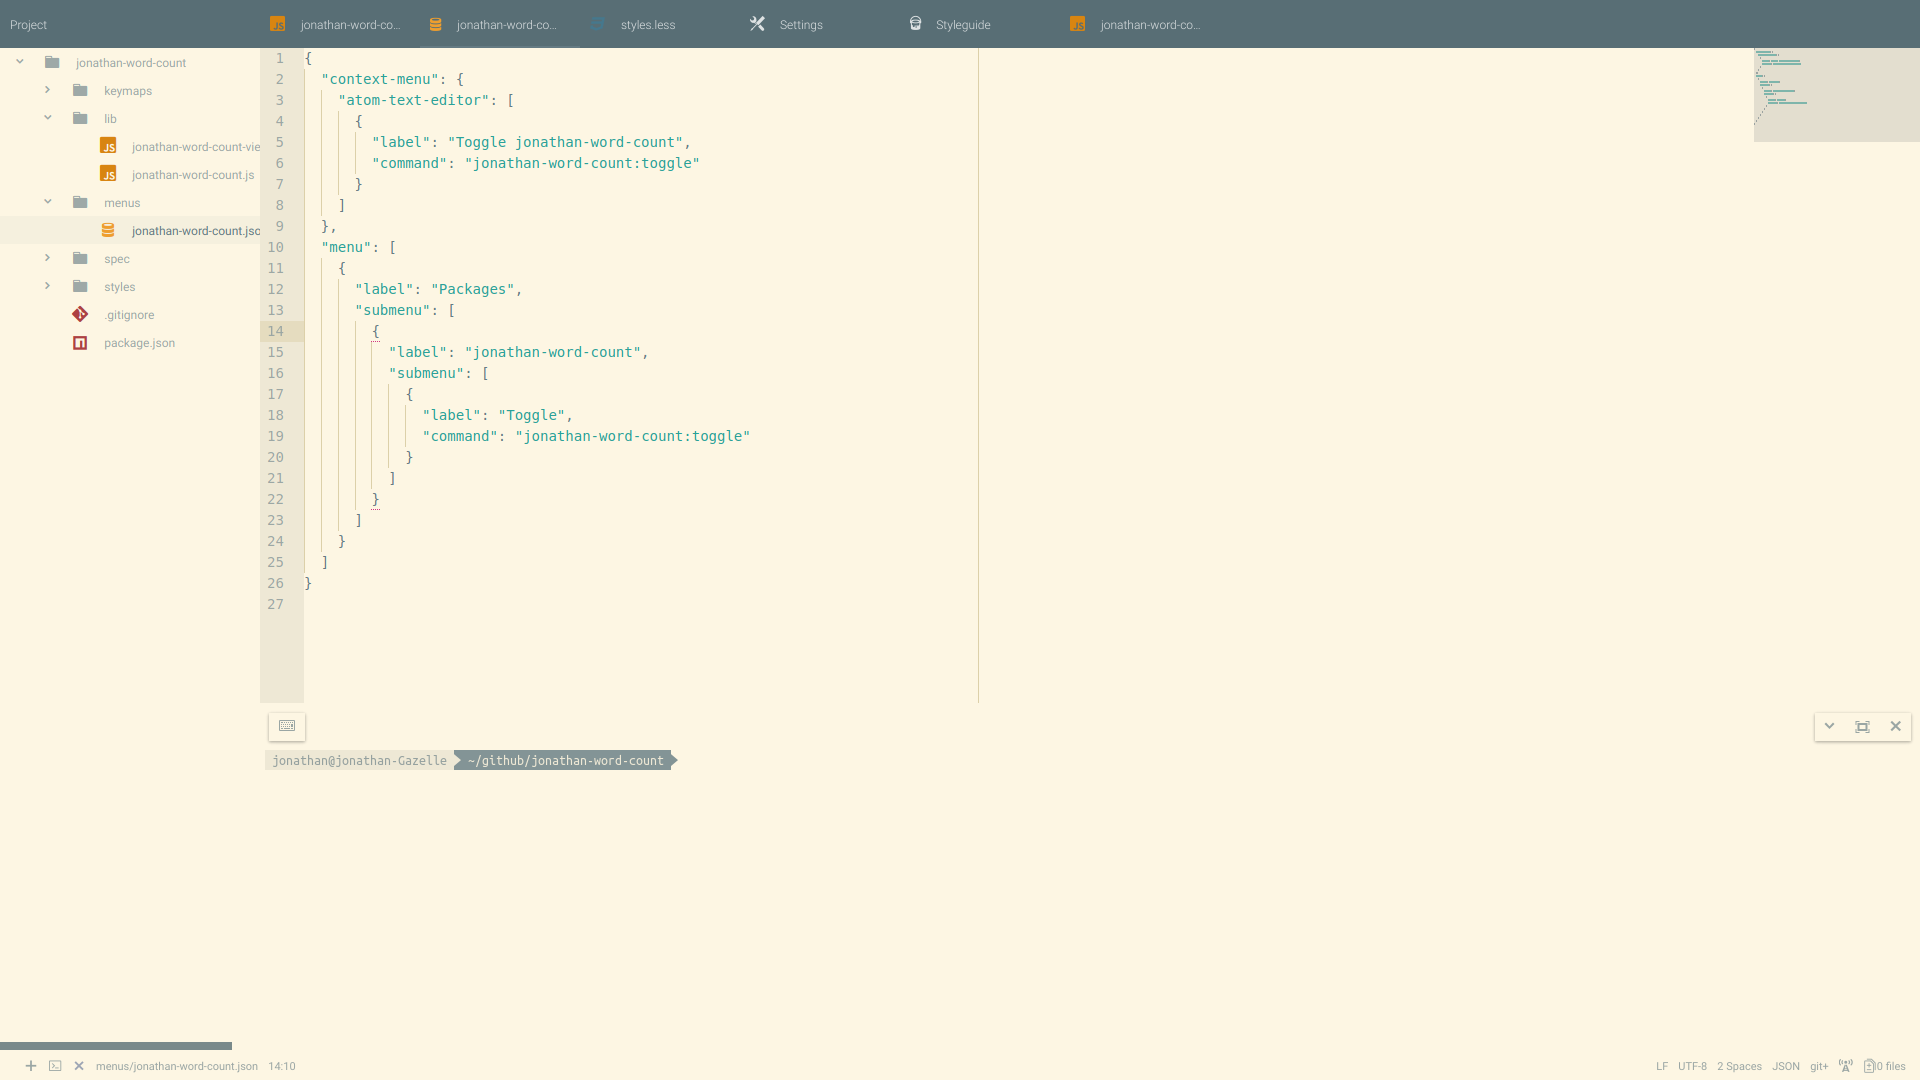 Project
jonathan-word-co...
jonathan-word-co...
styles.less
Settings
Styleguide
jonathan-word-co...
jonathan-word-count
keymaps
lib
jonathan-word-count-vie
jonathan-word-count.js
menus
jonathan-word-count.jso
spec
styles
.gitignore
package.json
1 {
2 "context-menu": {
3 "atom-text-editor": [
4 {
5 "label": "Toggle jonathan-word-count",
6 "command": "jonathan-word-count:toggle"
7 }
8 ]
9 },
10 "menu": [
11 {
12 "label": "Packages",
13 "submenu": [
14 {
15 "label": "jonathan-word-count",
16 "submenu": [
17 {
18 "label": "Toggle",
19 "command": "jonathan-word-count:toggle"
20 }
21 ]
22 }
23 ]
24 }
25 ]
26 }
27
jonathan@jonathan-Gazelle ~/github/jonathan-word-count
menus/jonathan-word-count.json 14:10
LF UTF-8 2 Spaces JSON git+ 0 files